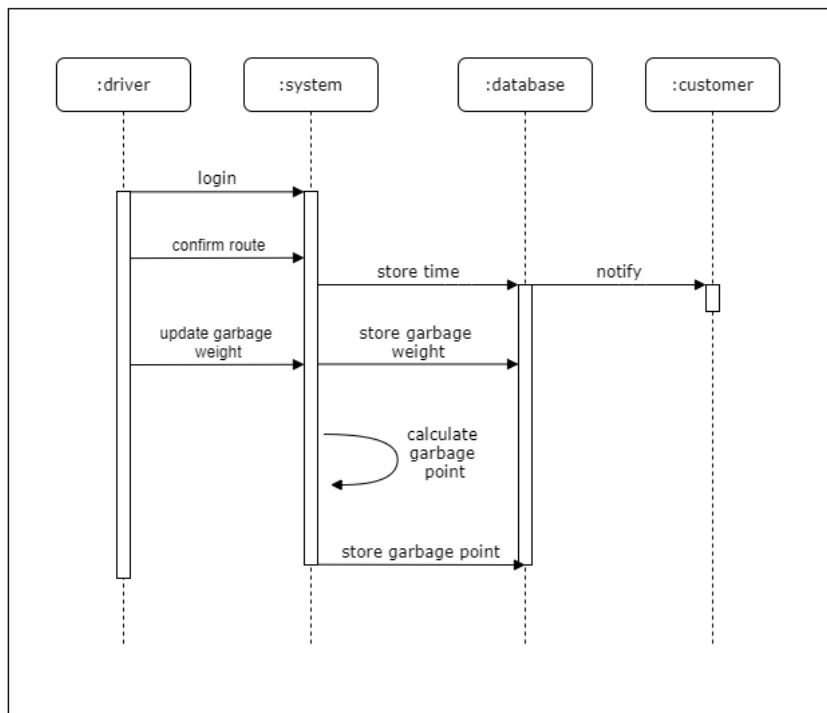 :driver
:system
:database
:customer
login
confirm route
store time
notify
update garbage
weight
store garbage
weight
calculate
garbage
point
store garbage point